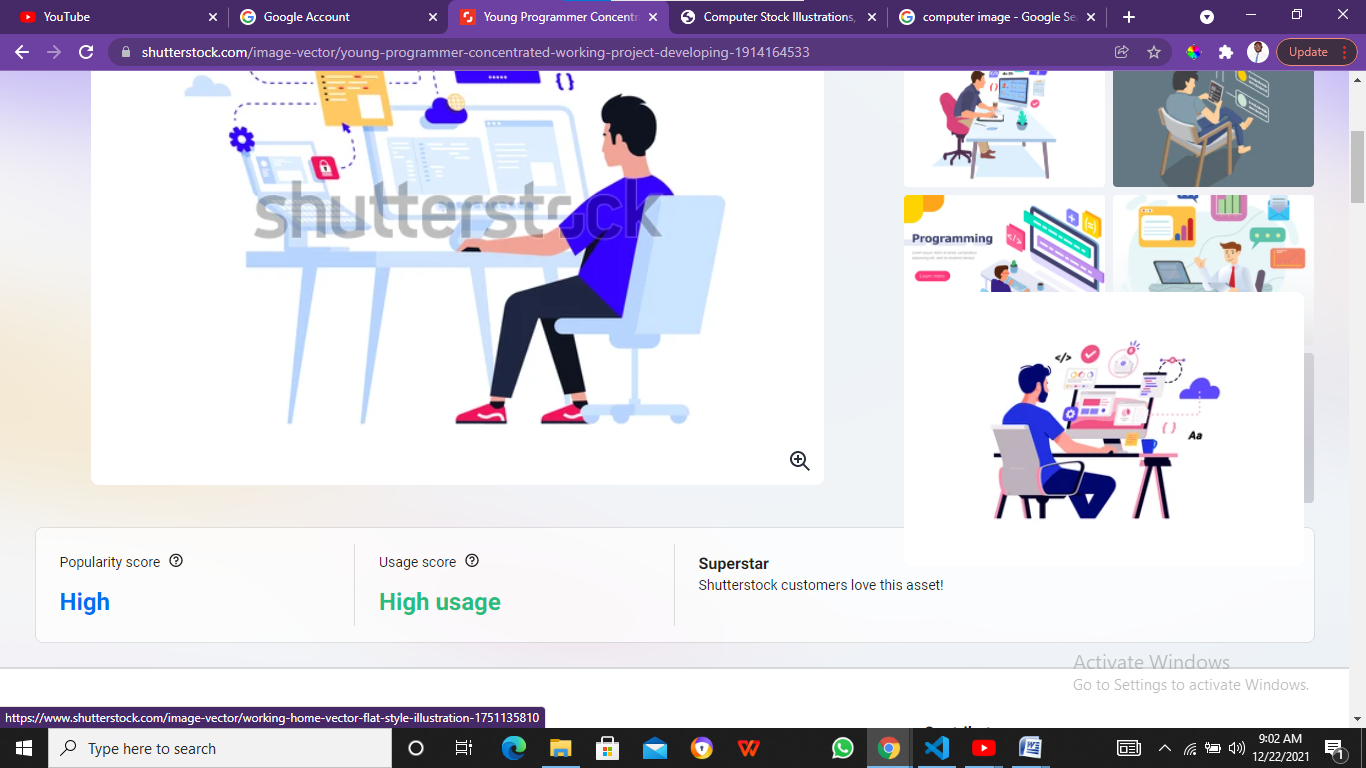 YouTube
Google Account
Young Programmer Concentr
Computer Stock Illustrations,
computer image - Google Se
shutterstock.com/image-vector/young-programmer-concentrated-working-project-developing-1914164533
Update
shutterstock
Programming
</>
Aa
Popularity score
High
Usage score
High usage
Superstar
Shutterstock customers love this asset!
Activate Windows
Go to Settings to activate Windows.
https://www.shutterstock.com/image-vector/working-home-vector-flat-style-illustration-1751135810
Type here to search
9:02 AM
12/22/2021
1